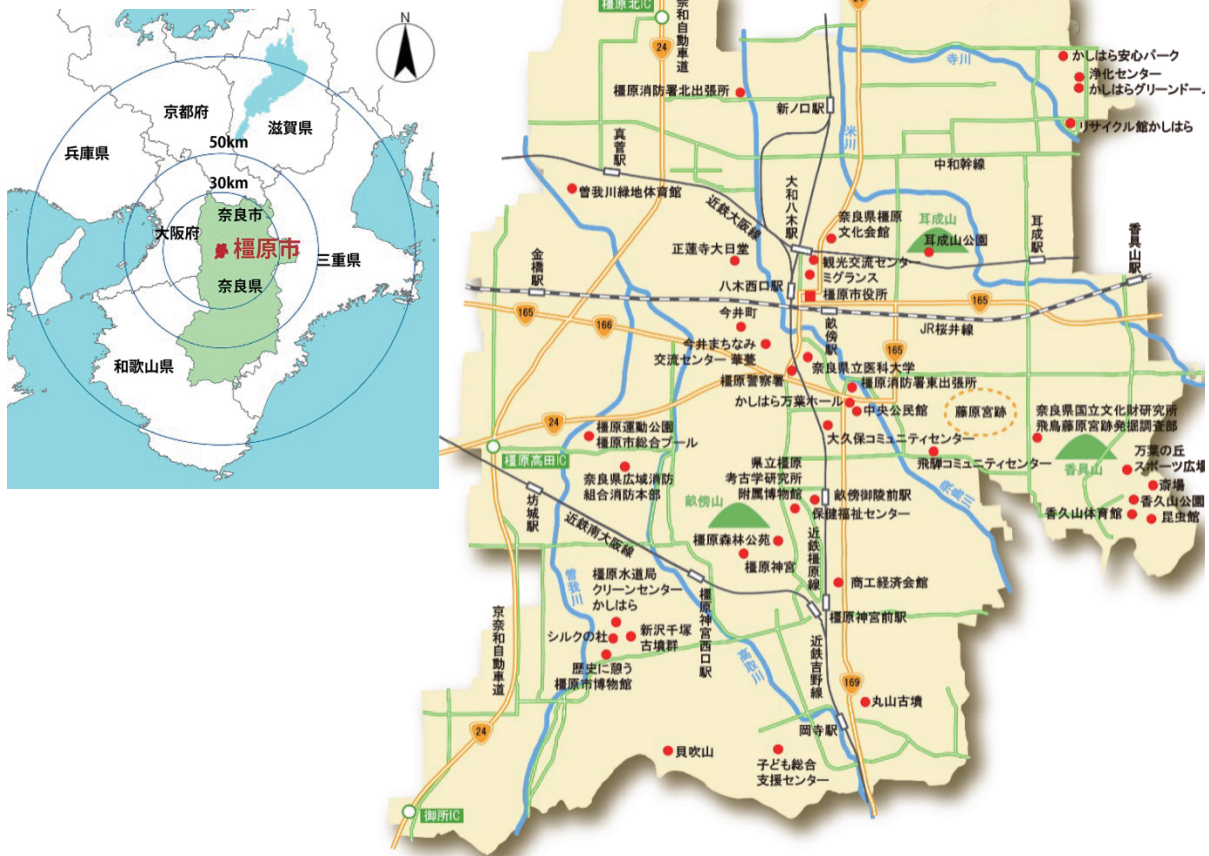 N
京都府
滋賀県
兵庫県
50km
30km
奈良市
大阪府
橿原市
三重県
奈良県
和歌山県
橿原北IC
京奈和自動車道
24
24
寺川
かしはら安心パーク
浄化センター
かしはらグリーンドーム
リサイクル館かしはら
橿原消防署北出張所
新ノ口駅
米川
真菅駅
中和幹線
曽我川緑地体育館
近鉄大阪線
大和八木駅
奈良県橿原
文化会館
耳成山
耳成山公園
耳成駅
香具山駅
正蓮寺大日堂
観光交流センター
ミグランス
金橋駅
八木西口駅
橿原市役所
165
165
JR桜井線
166
今井町
畝傍駅
今井まちなみ
交流センター 華甍
165
奈良県立医科大学
橿原警察署
橿原消防署東出張所
かしはら万葉ホール
中央公民館
藤原宮跡
奈良県国立文化財研究所
飛鳥藤原宮跡発掘調査部
24
橿原運動公園
橿原市総合プール
大久保コミュニティセンター
橿原高田IC
飛騨コミュニティセンター
香具山
万葉の丘
スポーツ広場
奈良県広域消防
組合消防本部
県立橿原
考古学研究所
附属博物館
斎場
坊城駅
畝傍山
畝傍御陵前駅
香久山公園
保健福祉センター
飛鳥川
香久山体育館
昆虫館
近鉄南大阪線
橿原森林公苑
橿原神宮
近鉄橿原線
曽我川
橿原水道局
クリーンセンター
かしはら
商工経済会館
橿原神宮西口駅
橿原神宮前駅
シルクの杜
新沢千塚
古墳群
京奈和自動車道
歴史に憩う
橿原市博物館
高取川
近鉄吉野線
169
丸山古墳
岡寺駅
24
貝吹山
子ども総合
支援センター
御所IC